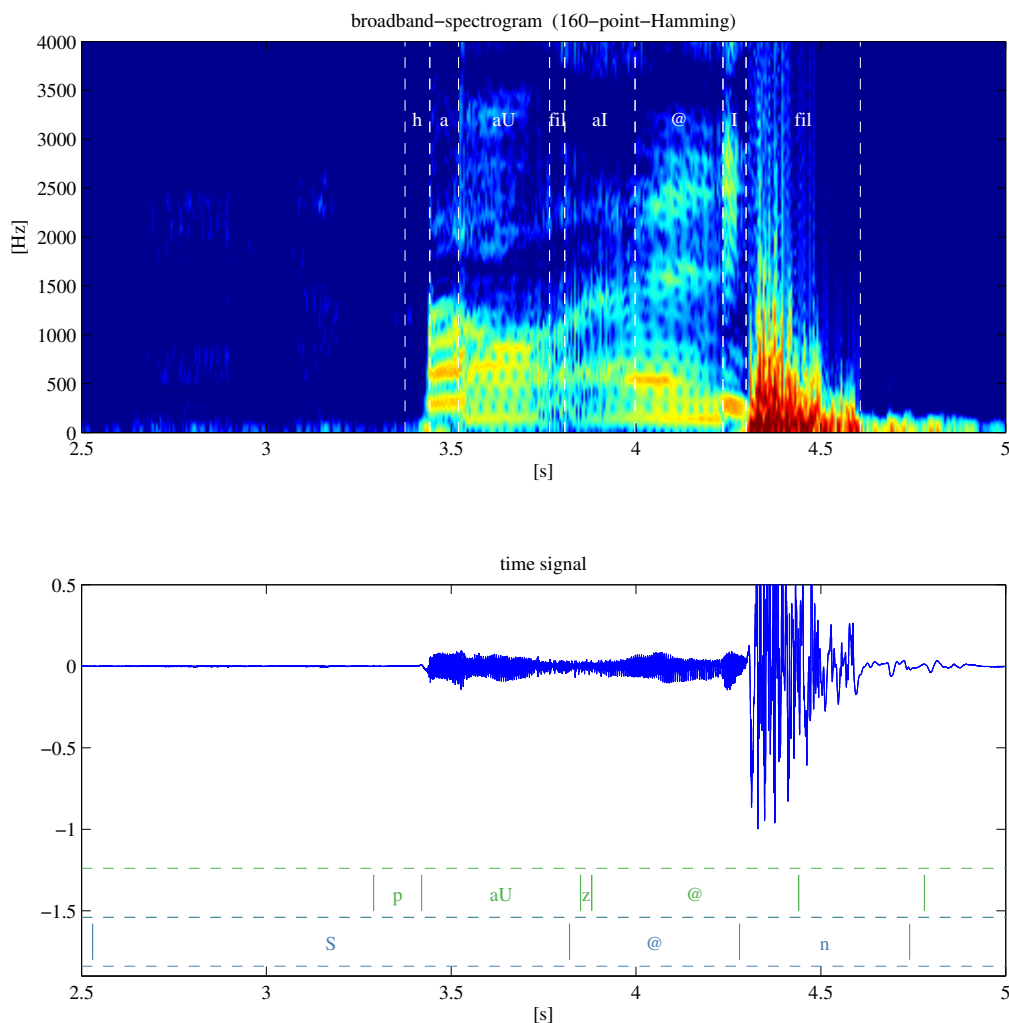 broadband−spectrogram (160−point−Hamming)
4000
3500
3000
2500
2000
1500
1000
500
0
[Hz]
h a aU fil aI @ I fil
2.5 3 3.5 4 4.5 5
[s]
time signal
0.5
0
−0.5
−1
−1.5
p aU z @
S @ n
2.5 3 3.5 4 4.5 5
[s]